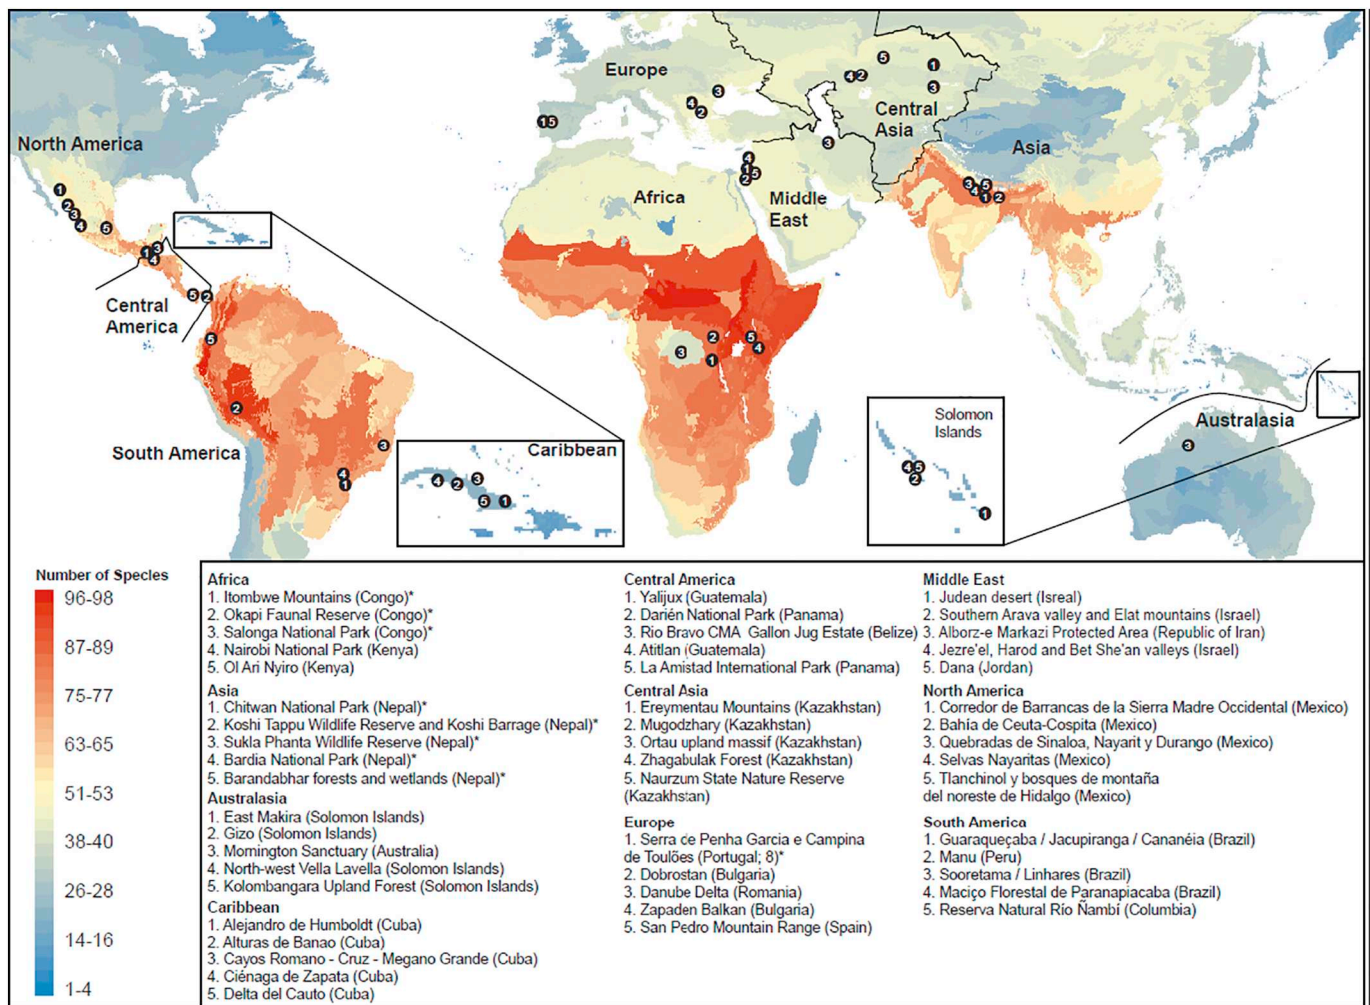 North America
Europe
Central
Asia
Asia
Africa
Middle
East
Central
America
South America
Caribbean
Solomon
Islands
Australasia
Number of Species
96-98
87-89
75-77
63-65
51-53
38-40
26-28
14-16
1-4
Africa
1. Itombwe Mountains (Congo)*
2. Okapi Faunal Reserve (Congo)*
3. Salonga National Park (Congo)*
4. Nairobi National Park (Kenya)
5. Ol Ari Nyiro (Kenya)
Asia
1. Chitwan National Park (Nepal)*
2. Koshi Tappu Wildlife Reserve and Koshi Barrage (Nepal)*
3. Sukla Phanta Wildlife Reserve (Nepal)*
4. Bardia National Park (Nepal)*
5. Barandabhar forests and wetlands (Nepal)*
Australasia
1. East Makira (Solomon Islands)
2. Gizo (Solomon Islands)
3. Mornington Sanctuary (Australia)
4. North-west Vella Lavella (Solomon Islands)
5. Kolombangara Upland Forest (Solomon Islands)
Caribbean
1. Alejandro de Humboldt (Cuba)
2. Alturas de Banao (Cuba)
3. Cayos Romano - Cruz - Megano Grande (Cuba)
4. Ciénaga de Zapata (Cuba)
5. Delta del Cauto (Cuba)
Central America
1. Yalijux (Guatemala)
2. Darién National Park (Panama)
3. Rio Bravo CMA Gallon Jug Estate (Belize)
4. Atitlan (Guatemala)
5. La Amistad International Park (Panama)
Central Asia
1. Ereymentau Mountains (Kazakhstan)
2. Mugodzhary (Kazakhstan)
3. Ortau upland massif (Kazakhstan)
4. Zhagabulak Forest (Kazakhstan)
5. Naurzum State Nature Reserve
(Kazakhstan)
Europe
1. Serra de Penha Garcia e Campina
de Toulões (Portugal; 8)*
2. Dobrostan (Bulgaria)
3. Danube Delta (Romania)
4. Zapaden Balkan (Bulgaria)
5. San Pedro Mountain Range (Spain)
Middle East
1. Judean desert (Isreal)
2. Southern Arava valley and Elat mountains (Israel)
3. Alborz-e Markazi Protected Area (Republic of Iran)
4. Jezre'el, Harod and Bet She'an valleys (Israel)
5. Dana (Jordan)
North America
1. Corredor de Barrancas de la Sierra Madre Occidental (Mexico)
2. Bahía de Ceuta-Cospita (Mexico)
3. Quebradas de Sinaloa, Nayarit y Durango (Mexico)
4. Selvas Nayaritas (Mexico)
5. Tlanchinol y bosques de montaña
del noreste de Hidalgo (Mexico)
South America
1. Guaraqueçaba / Jacupiranga / Cananéia (Brazil)
2. Manu (Peru)
3. Sooretama / Linhares (Brazil)
4. Maciço Florestal de Paranapiacaba (Brazil)
5. Reserva Natural Río Ñambí (Columbia)